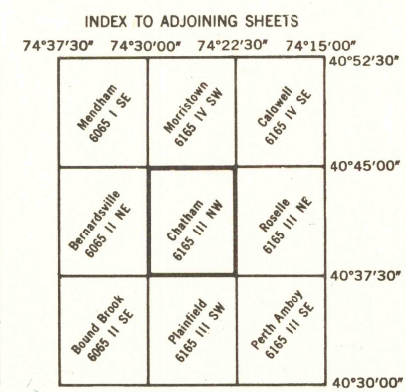 INDEX TO ADJOINING SHEETS
74°37'30" 74°30'00" 74°22'30" 74°15'00"
40°52'30"
Mendham
6065 I SE
Morristown
6165 IV SW
Caldwell
6165 IV SE
40°45'00"
Bernardsville
6065 II NE
Chatham
6165 III NW
Roselle
6165 III NE
40°37'30"
Bound Brook
6065 II SE
Plainfield
6165 III SW
Perth Amboy
6165 III SE
40°30'00"